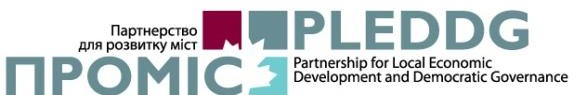 Партнерство
для розвитку міст
ПРОМІС
PLEDDG
Partnership for Local Economic
Development and Democratic Governance